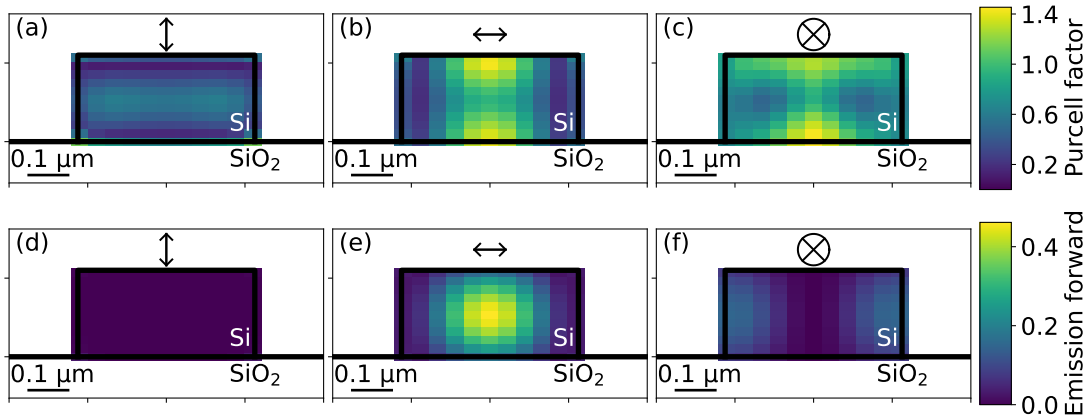 (a)
Si
0.1 μm
SiO₂
(b)
Si
0.1 μm
SiO₂
(c)
Si
0.1 μm
SiO₂
1.4
1.0
0.6
0.2
Purcell factor
(d)
Si
0.1 μm
SiO₂
(e)
Si
0.1 μm
SiO₂
(f)
Si
0.1 μm
SiO₂
0.4
0.2
0.0
Emission forward